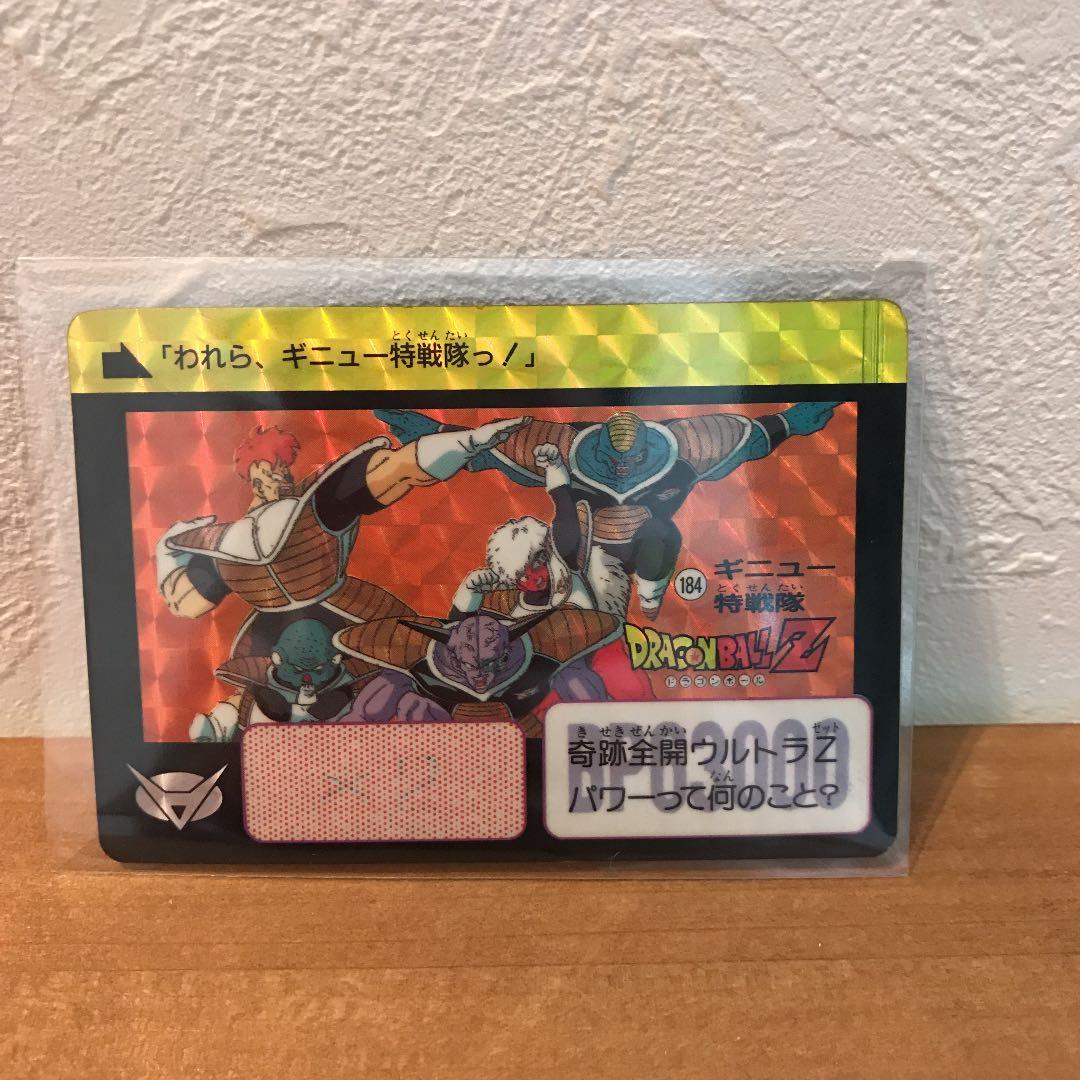 とくせんたい
「われら、ギニュー特戦隊っ!」
184
ギニュー
とくせんたい
特戦隊
DRAGON BALL Z
ドラゴンボール
きせきぜんかい ゼット
奇跡全開ウルトラZ
なん
パワーって何のこと?